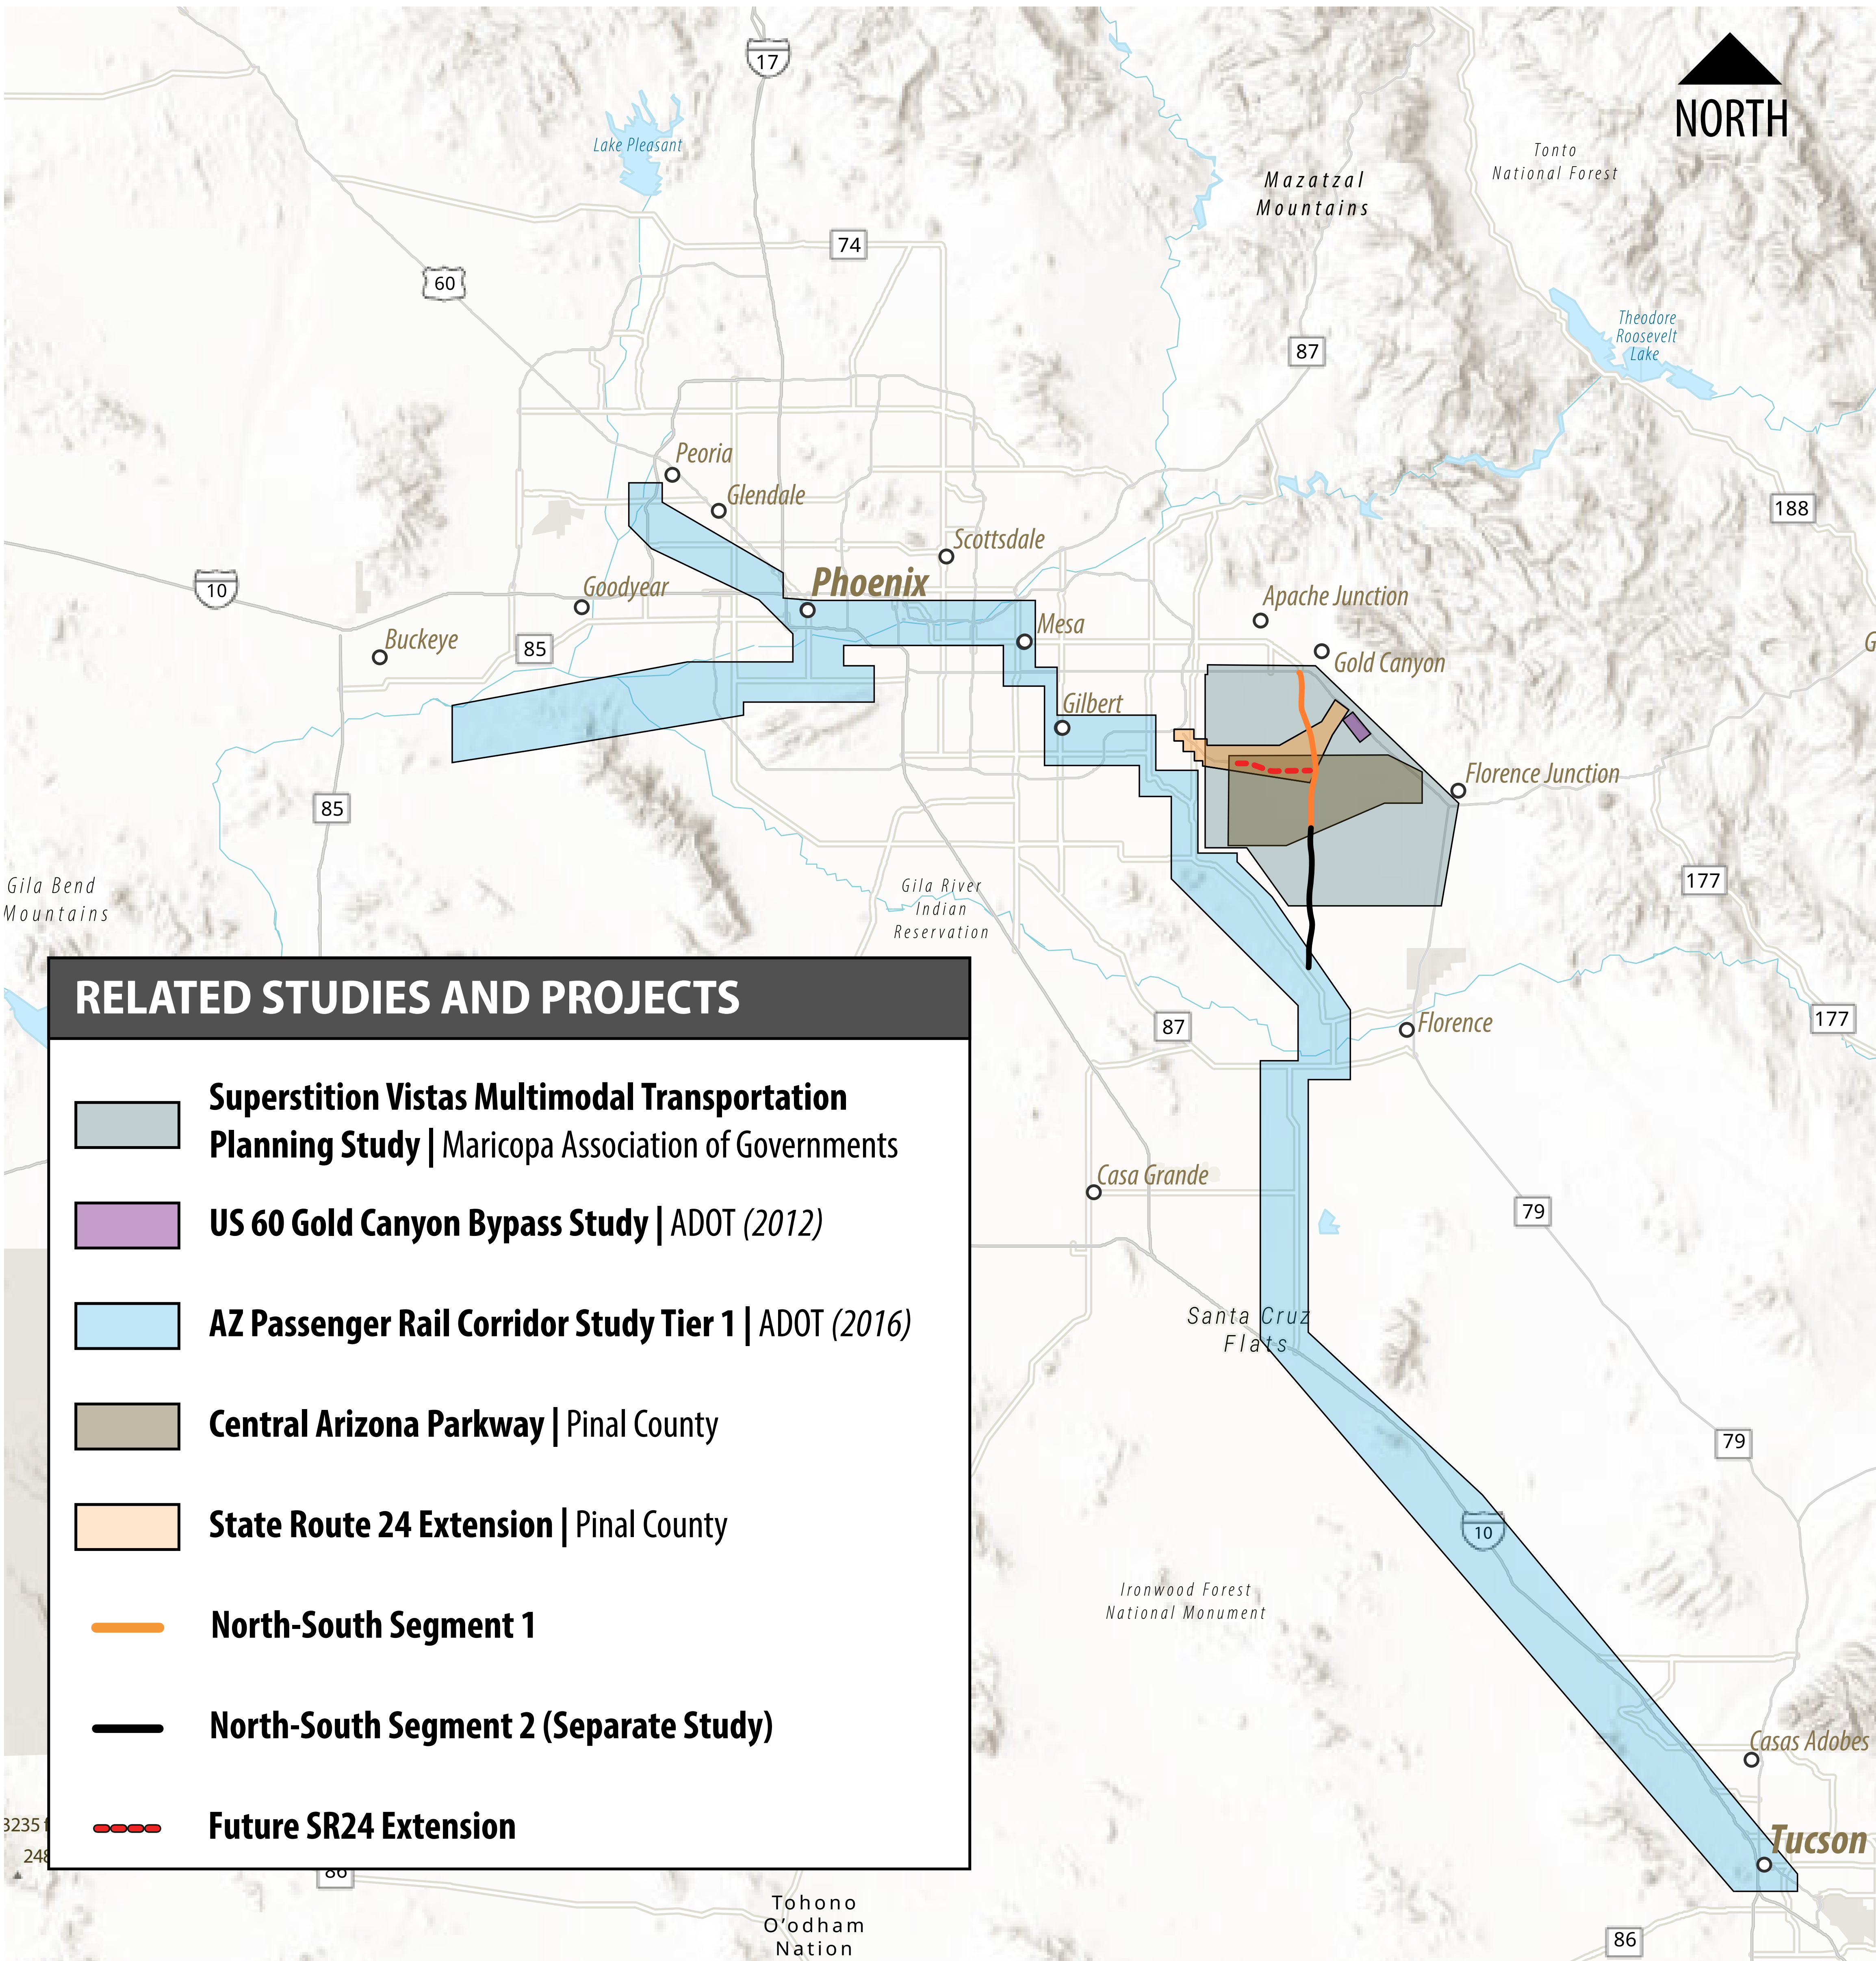 17
NORTH
Lake Pleasant
Tonto
National Forest
Mazatzal
Mountains
74
60
Theodore
Roosevelt
Lake
87
Peoria
Glendale
188
Scottsdale
Phoenix
10
Goodyear
Apache Junction
Mesa
Buckeye
85
Gold Canyon
Gilbert
Florence Junction
85
Gila Bend
Mountains
Gila River
Indian
Reservation
177
RELATED STUDIES AND PROJECTS
Superstition Vistas Multimodal Transportation
Planning Study | Maricopa Association of Governments
US 60 Gold Canyon Bypass Study | ADOT (2012)
AZ Passenger Rail Corridor Study Tier 1 | ADOT (2016)
Central Arizona Parkway | Pinal County
State Route 24 Extension | Pinal County
North-South Segment 1
North-South Segment 2 (Separate Study)
Future SR24 Extension
87
Florence
177
Casa Grande
79
Santa Cruz
Flats
79
10
Ironwood Forest
National Monument
Casas Adobes
Tucson
3235 f
248
86
Tohono
O'odham
Nation
86